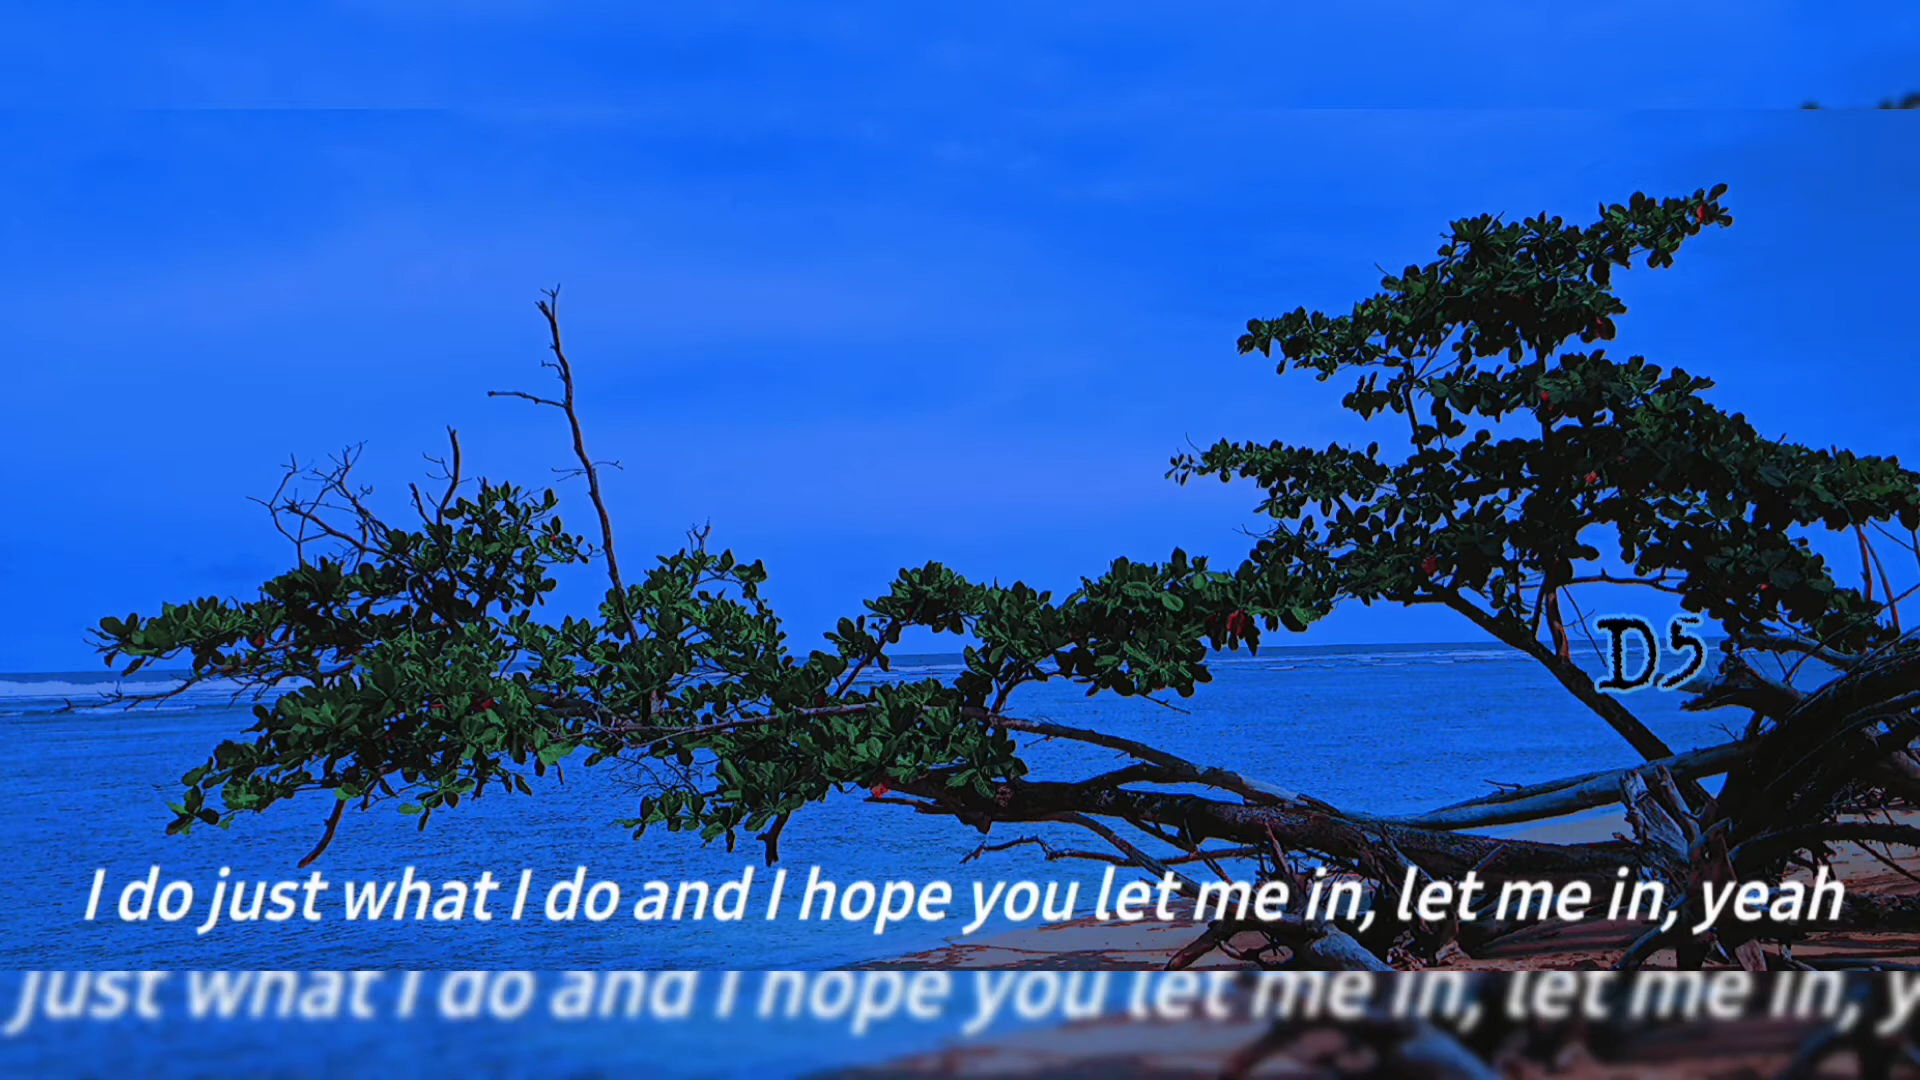 D5
I do just what I do and I hope you let me in, let me in, yeah
just what I do and I hope you let me in, let me in, y